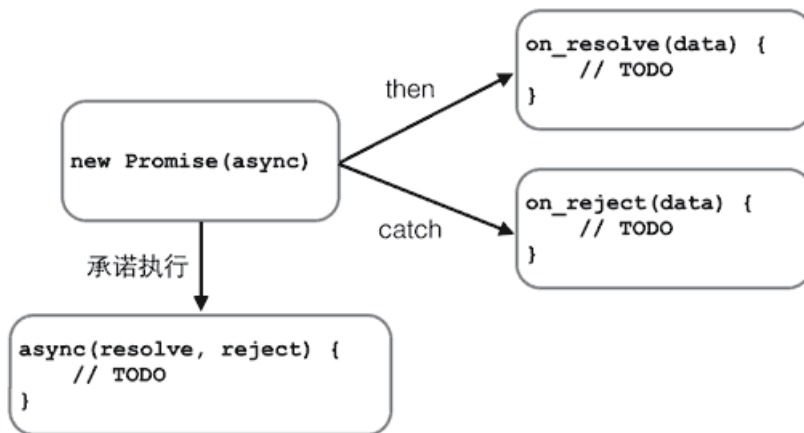 on_resolve(data) {
    // TODO
}
then
new Promise(async)
on_reject(data) {
    // TODO
}
catch
承诺执行
async(resolve, reject) {
    // TODO
}